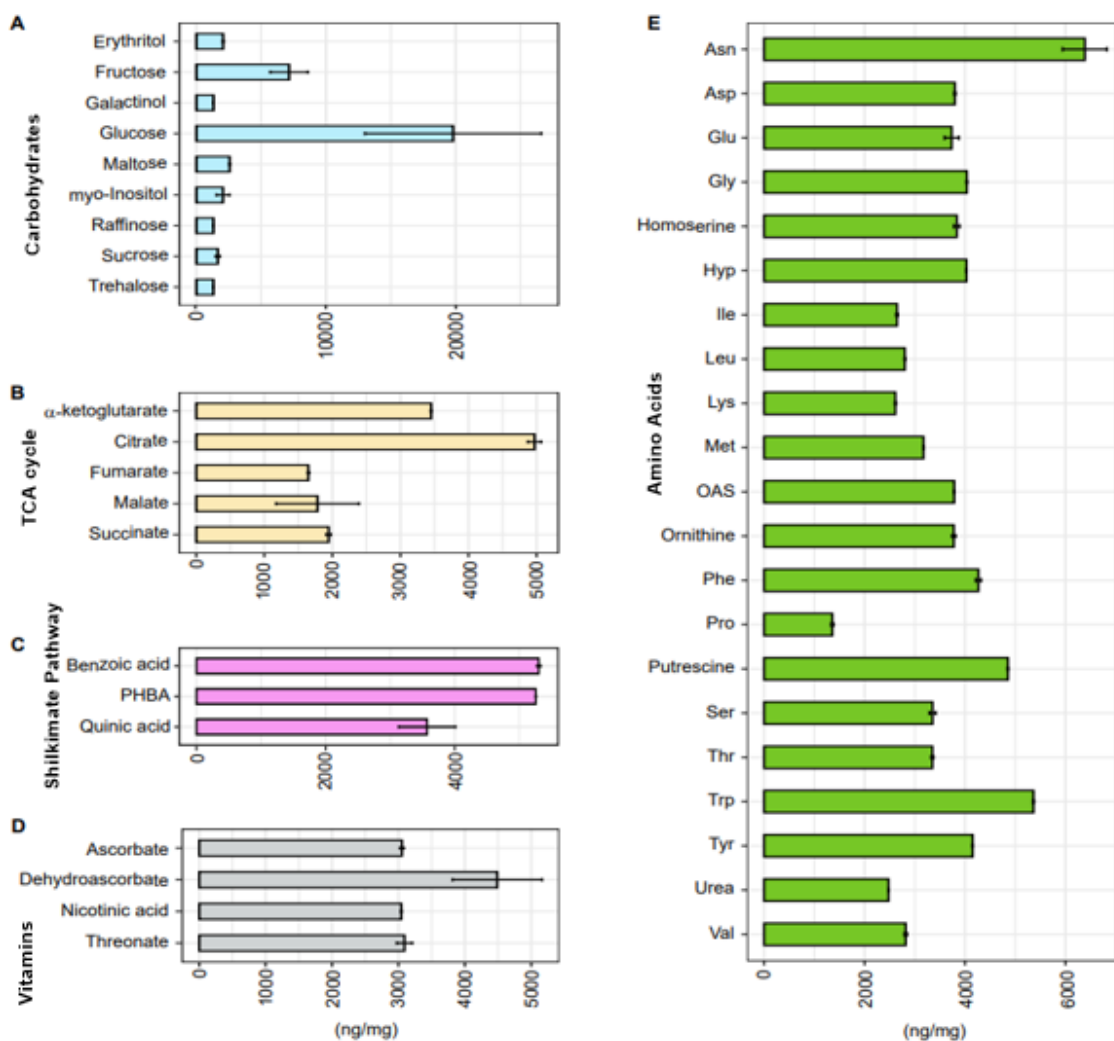 A
Carbohydrates
Erythritol
Fructose
Galactinol
Glucose
Maltose
myo-Inositol
Raffinose
Sucrose
Trehalose
0
10000
20000
B
TCA cycle
α-ketoglutarate
Citrate
Fumarate
Malate
Succinate
0
1000
2000
3000
4000
5000
C
Shilkimate Pathway
Benzoic acid
PHBA
Quinic acid
0
2000
4000
D
Vitamins
Ascorbate
Dehydroascorbate
Nicotinic acid
Threonate
0
1000
2000
3000
4000
5000
(ng/mg)
E
Amino Acids
Asn
Asp
Glu
Gly
Homoserine
Hyp
Ile
Leu
Lys
Met
OAS
Ornithine
Phe
Pro
Putrescine
Ser
Thr
Trp
Tyr
Urea
Val
0
2000
4000
6000
(ng/mg)